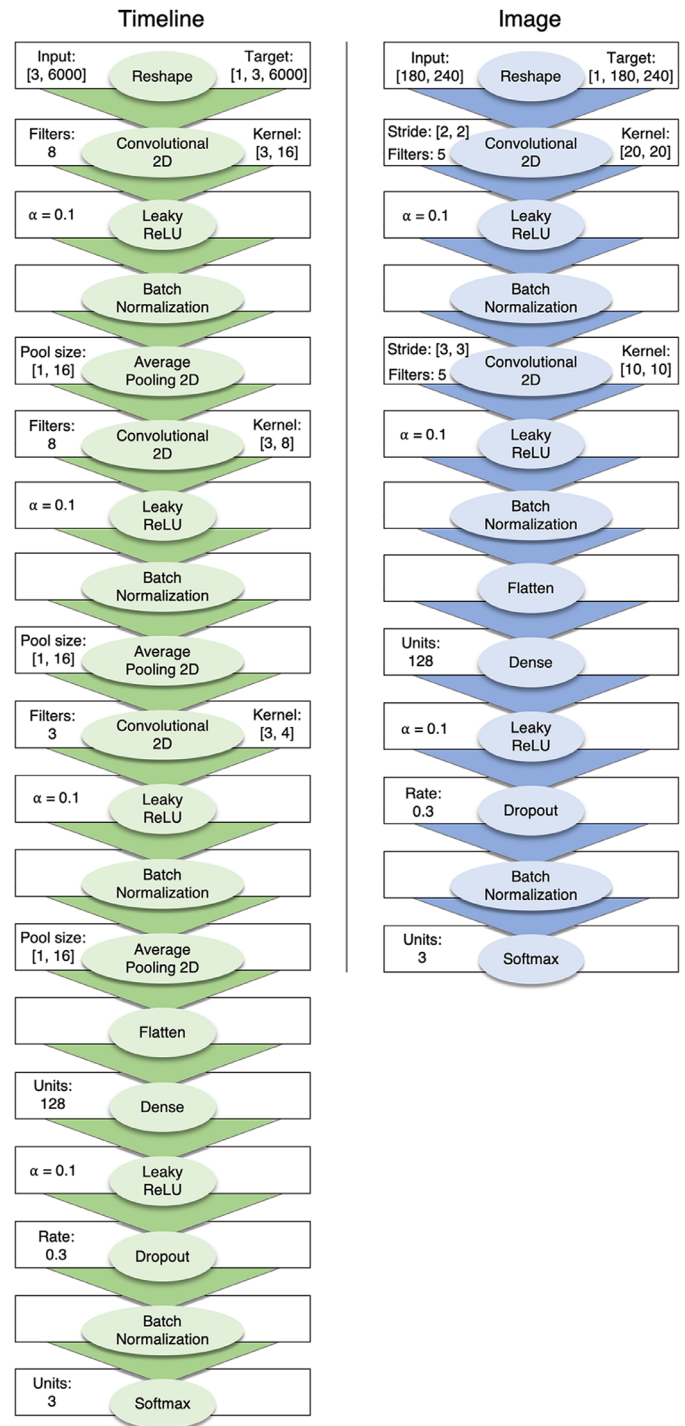 Timeline
Input:
[3, 6000]
Reshape
Target:
[1, 3, 6000]
Filters:
8
Convolutional
2D
Kernel:
[3, 16]
α = 0.1
Leaky
ReLU
Batch
Normalization
Pool size:
[1, 16]
Average
Pooling 2D
Filters:
8
Convolutional
2D
Kernel:
[3, 8]
α = 0.1
Leaky
ReLU
Batch
Normalization
Pool size:
[1, 16]
Average
Pooling 2D
Filters:
3
Convolutional
2D
Kernel:
[3, 4]
α = 0.1
Leaky
ReLU
Batch
Normalization
Pool size:
[1, 16]
Average
Pooling 2D
Flatten
Units:
128
Dense
α = 0.1
Leaky
ReLU
Rate:
0.3
Dropout
Batch
Normalization
Units:
3
Softmax
Image
Input:
[180, 240]
Reshape
Target:
[1, 180, 240]
Stride: [2, 2]
Filters: 5
Convolutional
2D
Kernel:
[20, 20]
α = 0.1
Leaky
ReLU
Batch
Normalization
Stride: [3, 3]
Filters: 5
Convolutional
2D
Kernel:
[10, 10]
α = 0.1
Leaky
ReLU
Batch
Normalization
Flatten
Units:
128
Dense
α = 0.1
Leaky
ReLU
Rate:
0.3
Dropout
Batch
Normalization
Units:
3
Softmax